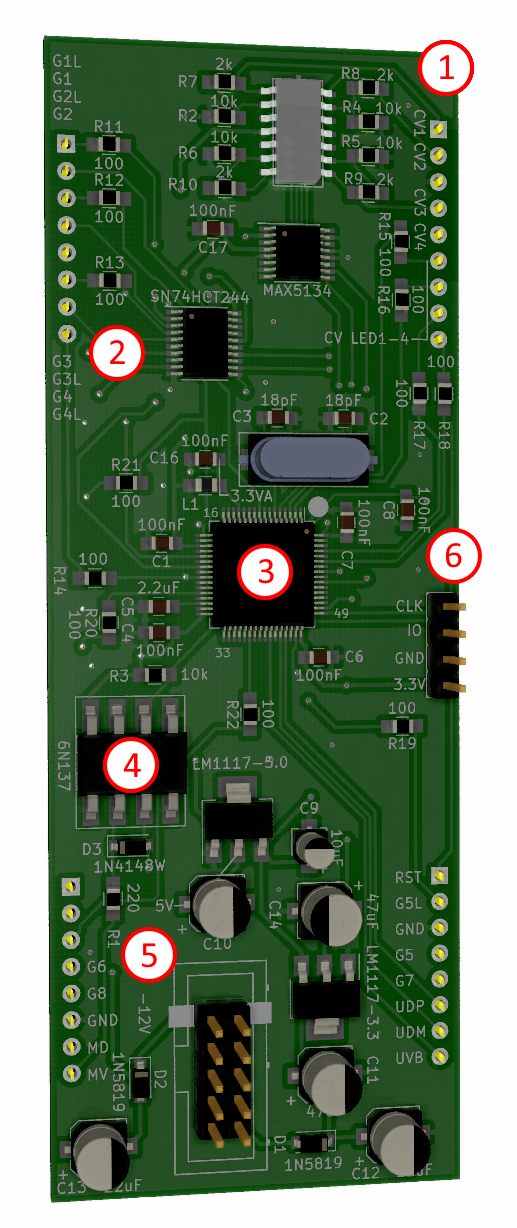 1
G1L
G1
G2L
G2
2k
R7
R8
2k
10k
R2
R4
10k
10k
R6
R5
10k
2k
R10
R9
2k
CV1
CV2
CV3
CV4
R11
100
R12
100
100nF
C17
R15
100
MAX5134
R13
100
R16
100
SN74HCT244
CV LED1-4
2
G3
G3L
G4
G4L
100
100
R17
R18
18pF
18pF
C3
C2
100nF
C16
R21
100
L1
3.3VA
16
100nF
C8
100nF
C7
100nF
C1
3
6
100
R14
2.2uF
C5
C4
100nF
R20
100
49
33
CLK
IO
GND
3.3V
C6
100nF
R3
10k
R22
100
100
R19
6N137
4
LM1117-5.0
C9
D3
1N4148W
220
R1
5V
C10
C14
47uF
RST
G5L
GND
G5
G7
UDP
UDM
UVB
5
G6
G8
GND
MD
MV
-12V
LM1117-3.3
1N5819
D2
C11
47
D1
1N5819
C13
22uF
C12